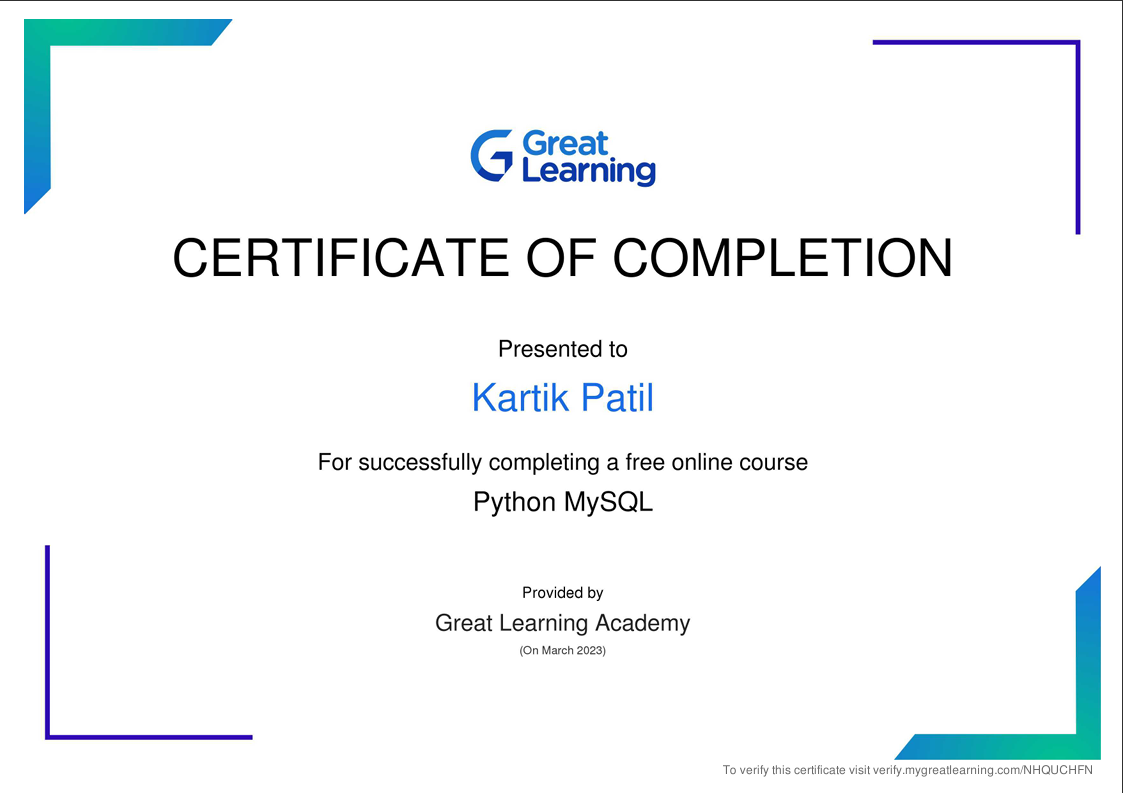 Great
Learning
CERTIFICATE OF COMPLETION
Presented to
Kartik Patil
For successfully completing a free online course
Python MySQL
Provided by
Great Learning Academy
(On March 2023)
To verify this certificate visit verify.mygreatlearning.com/NHQUCHFN